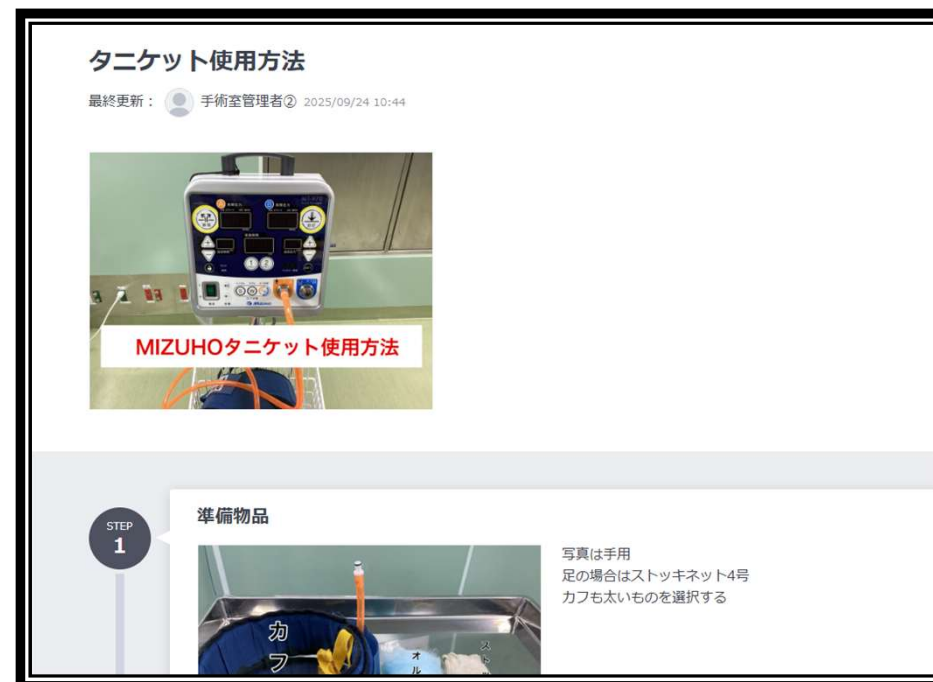 タニケット使用方法
最終更新： 手術室管理者② 2025/09/24 10:44
MIZUHOタニケット使用方法
STEP
1
準備物品
写真は手用
足の場合はストッキネット4号
カフも太いものを選択する
カフ
オル
スト